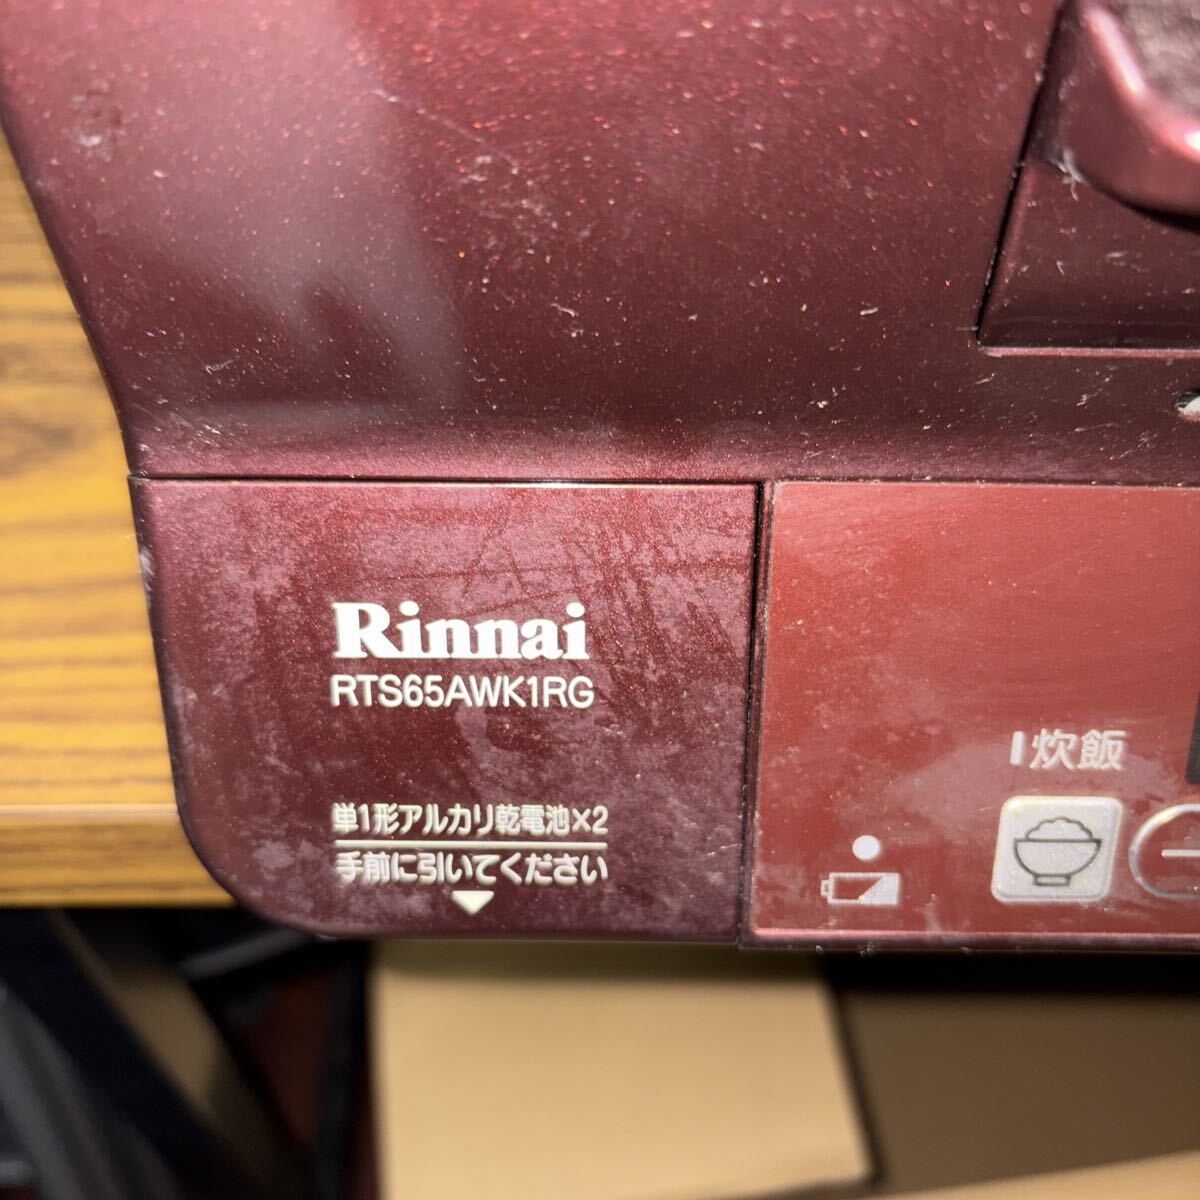 Rinnai
RTS65AWK1RG
単1形アルカリ乾電池×2
手前に引いてください
炊飯